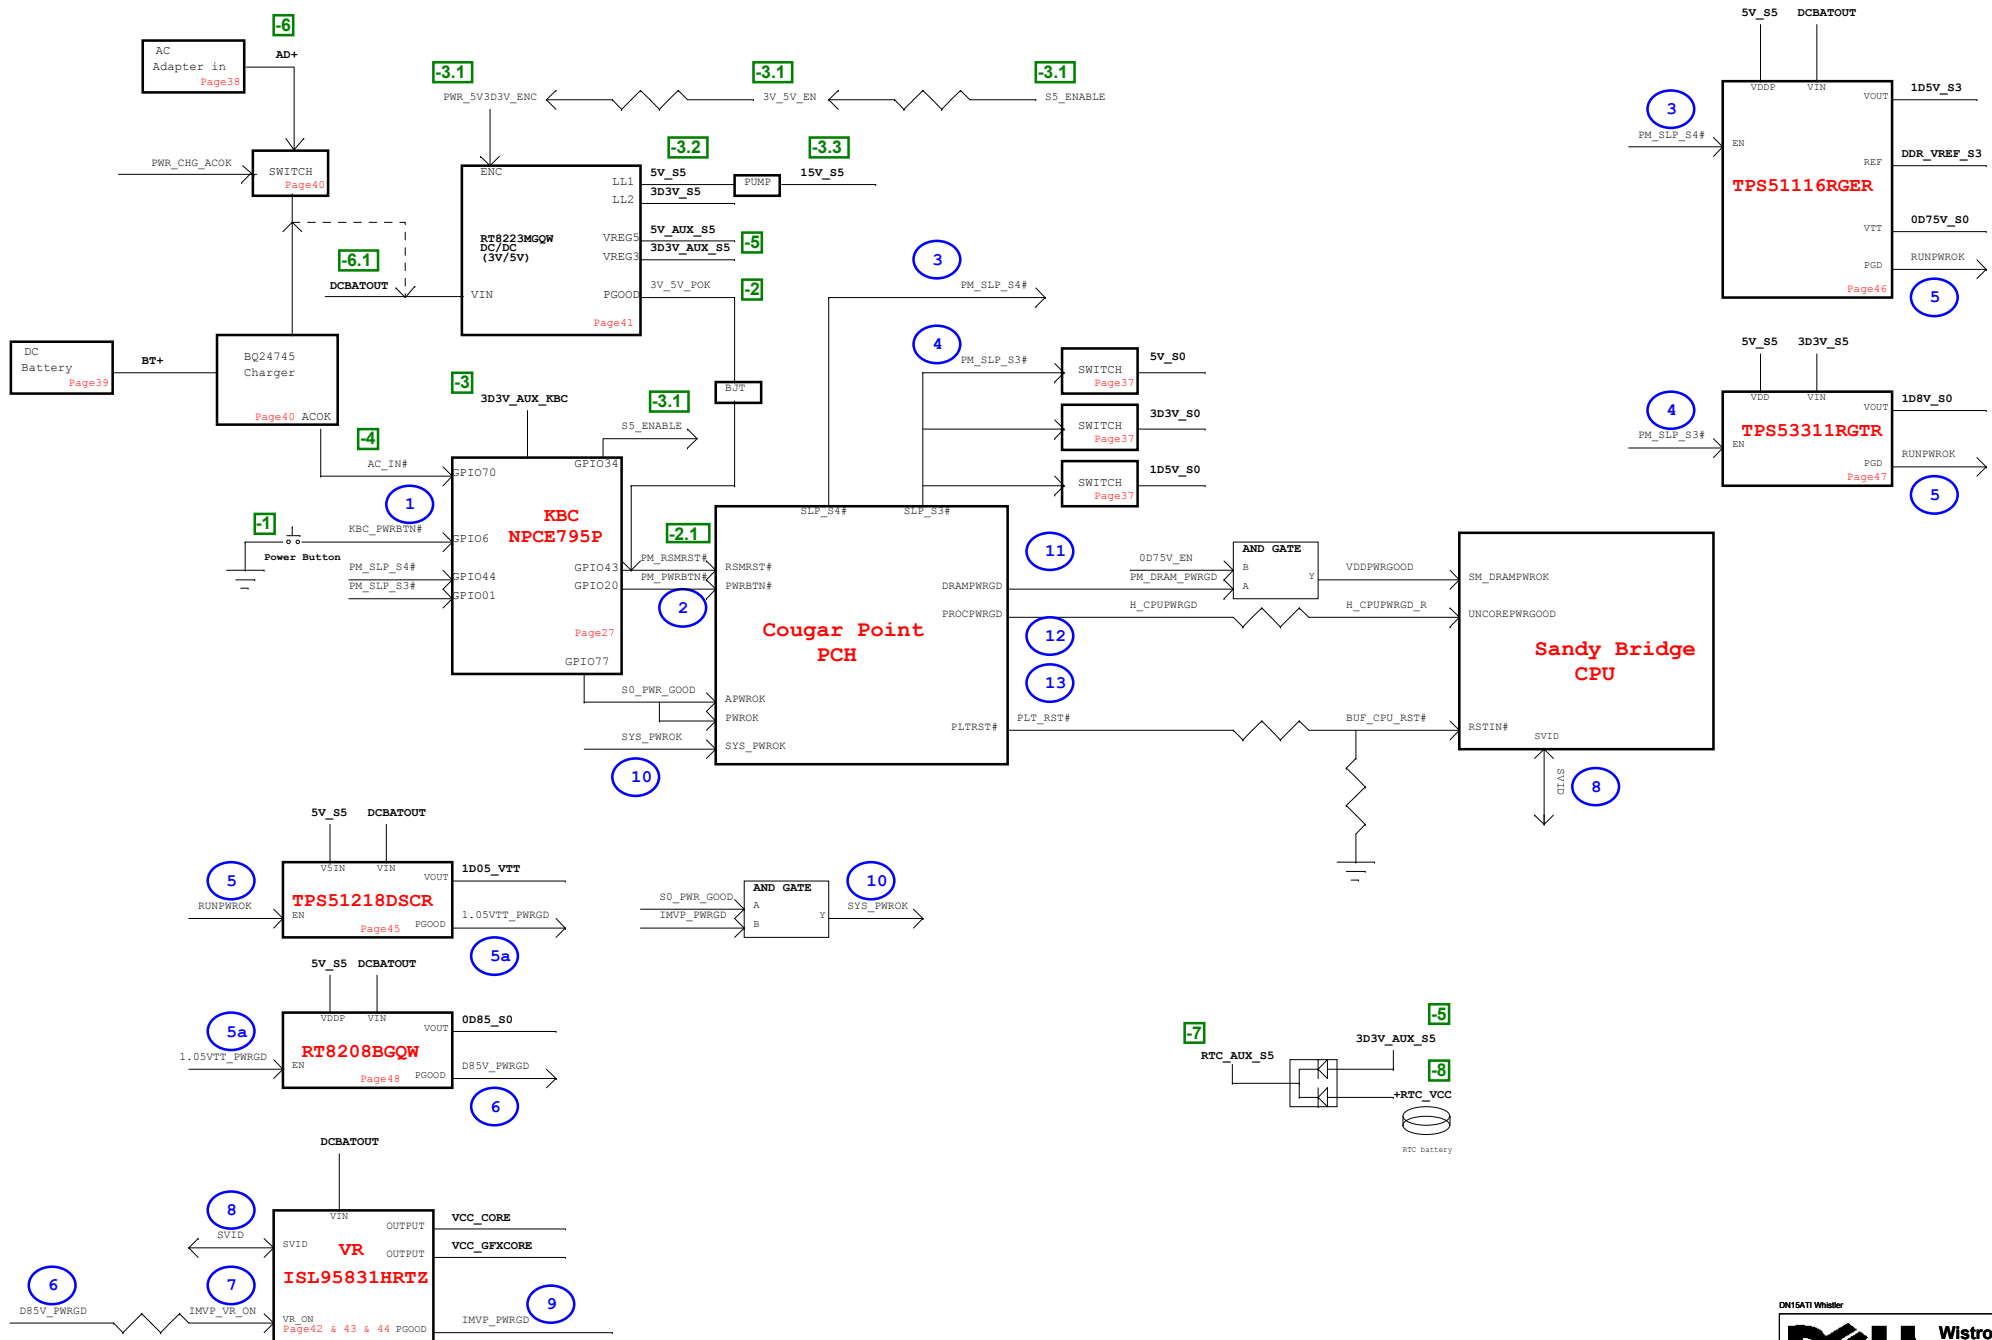 -6
AC
Adapter in
Page38
AD+
PWR_CHG_ACOK
SWITCH
Page40
-6.1
DCBATOUT
DC
Battery
Page39
BT+
BQ24745
Charger
Page40 ACOK
-4
AC_IN#
-3.1
-3.1
-3.1
PWR_5V3D3V_ENC
3V_5V_EN
S5_ENABLE
ENC
LL1
LL2
RT8223MGQW
DC/DC
(3V/5V)
VREG5
VREG3
VIN
PGOOD
Page41
-3.2
-3.3
5V_S5
PUMP
15V_S5
3D3V_S5
5V_AUX_S5
3D3V_AUX_S5
-5
3V_5V_POK
-2
BJT
-3
3D3V_AUX_KBC
-3.1
S5_ENABLE
1
-1
KBC_PWRBTN#
Power Button
PM_SLP_S4#
PM_SLP_S3#
GPIO70
GPIO34
KBC
NPCE795P
GPIO6
GPIO44
GPIO01
GPIO43
GPIO20
Page27
GPIO77
-2.1
PM_RSMRST#
PM_PWRBTN#
2
S0_PWR_GOOD
SYS_PWROK
10
3
PM_SLP_S4#
4
PM_SLP_S3#
SWITCH
Page37
5V_S0
SWITCH
Page37
3D3V_S0
SWITCH
Page37
1D5V_S0
SLP_S4#
SLP_S3#
RSMRST#
PWRBTN#
DRAMPWRGD
PROCPWRGD
Cougar Point
PCH
APWROK
PWROK
PLTRST#
SYS_PWROK
11
12
13
0D75V_EN
PM_DRAM_PWRGD
AND GATE
B
A
Y
VDDPWRGOOD
H_CPUPWRGD
H_CPUPWRGD_R
PLT_RST#
BUF_CPU_RST#
SM_DRAMPWROK
UNCOREPWRGOOD
Sandy Bridge
CPU
RSTIN#
SVID
SVID
8
5V_S5
DCBATOUT
3
PM_SLP_S4#
VDDP
VIN
VOUT
EN
REF
TPS51116RGER
VTT
PGD
Page46
1D5V_S3
DDR_VREF_S3
0D75V_S0
RUNPWROK
5
5V_S5
3D3V_S5
4
PM_SLP_S3#
VDD
VIN
VOUT
TPS53311RGTR
EN
PGD
Page47
1D8V_S0
RUNPWROK
5
5V_S5
DCBATOUT
5
RUNPWROK
V5IN
VIN
VOUT
TPS51218DSCR
EN
Page45
PGOOD
1D05_VTT
1.05VTT_PWRGD
5a
S0_PWR_GOOD
IMVP_PWRGD
AND GATE
A
B
Y
10
SYS_PWROK
5V_S5
DCBATOUT
5a
1.05VTT_PWRGD
VDDP
VIN
VOUT
RT8208BGQW
EN
Page48
PGOOD
0D85_S0
D85V_PWRGD
6
DCBATOUT
8
SVID
7
IMVP_VR_ON
6
D85V_PWRGD
VIN
OUTPUT
SVID
VR
OUTPUT
ISL95831HRTZ
VR_ON
Page42 & 43 & 44 PGOOD
VCC_CORE
VCC_GFXCORE
IMVP_PWRGD
9
-7
RTC_AUX_S5
-5
3D3V_AUX_S5
-8
+RTC_VCC
RTC battery
DN15ATI Whistler
Wistro